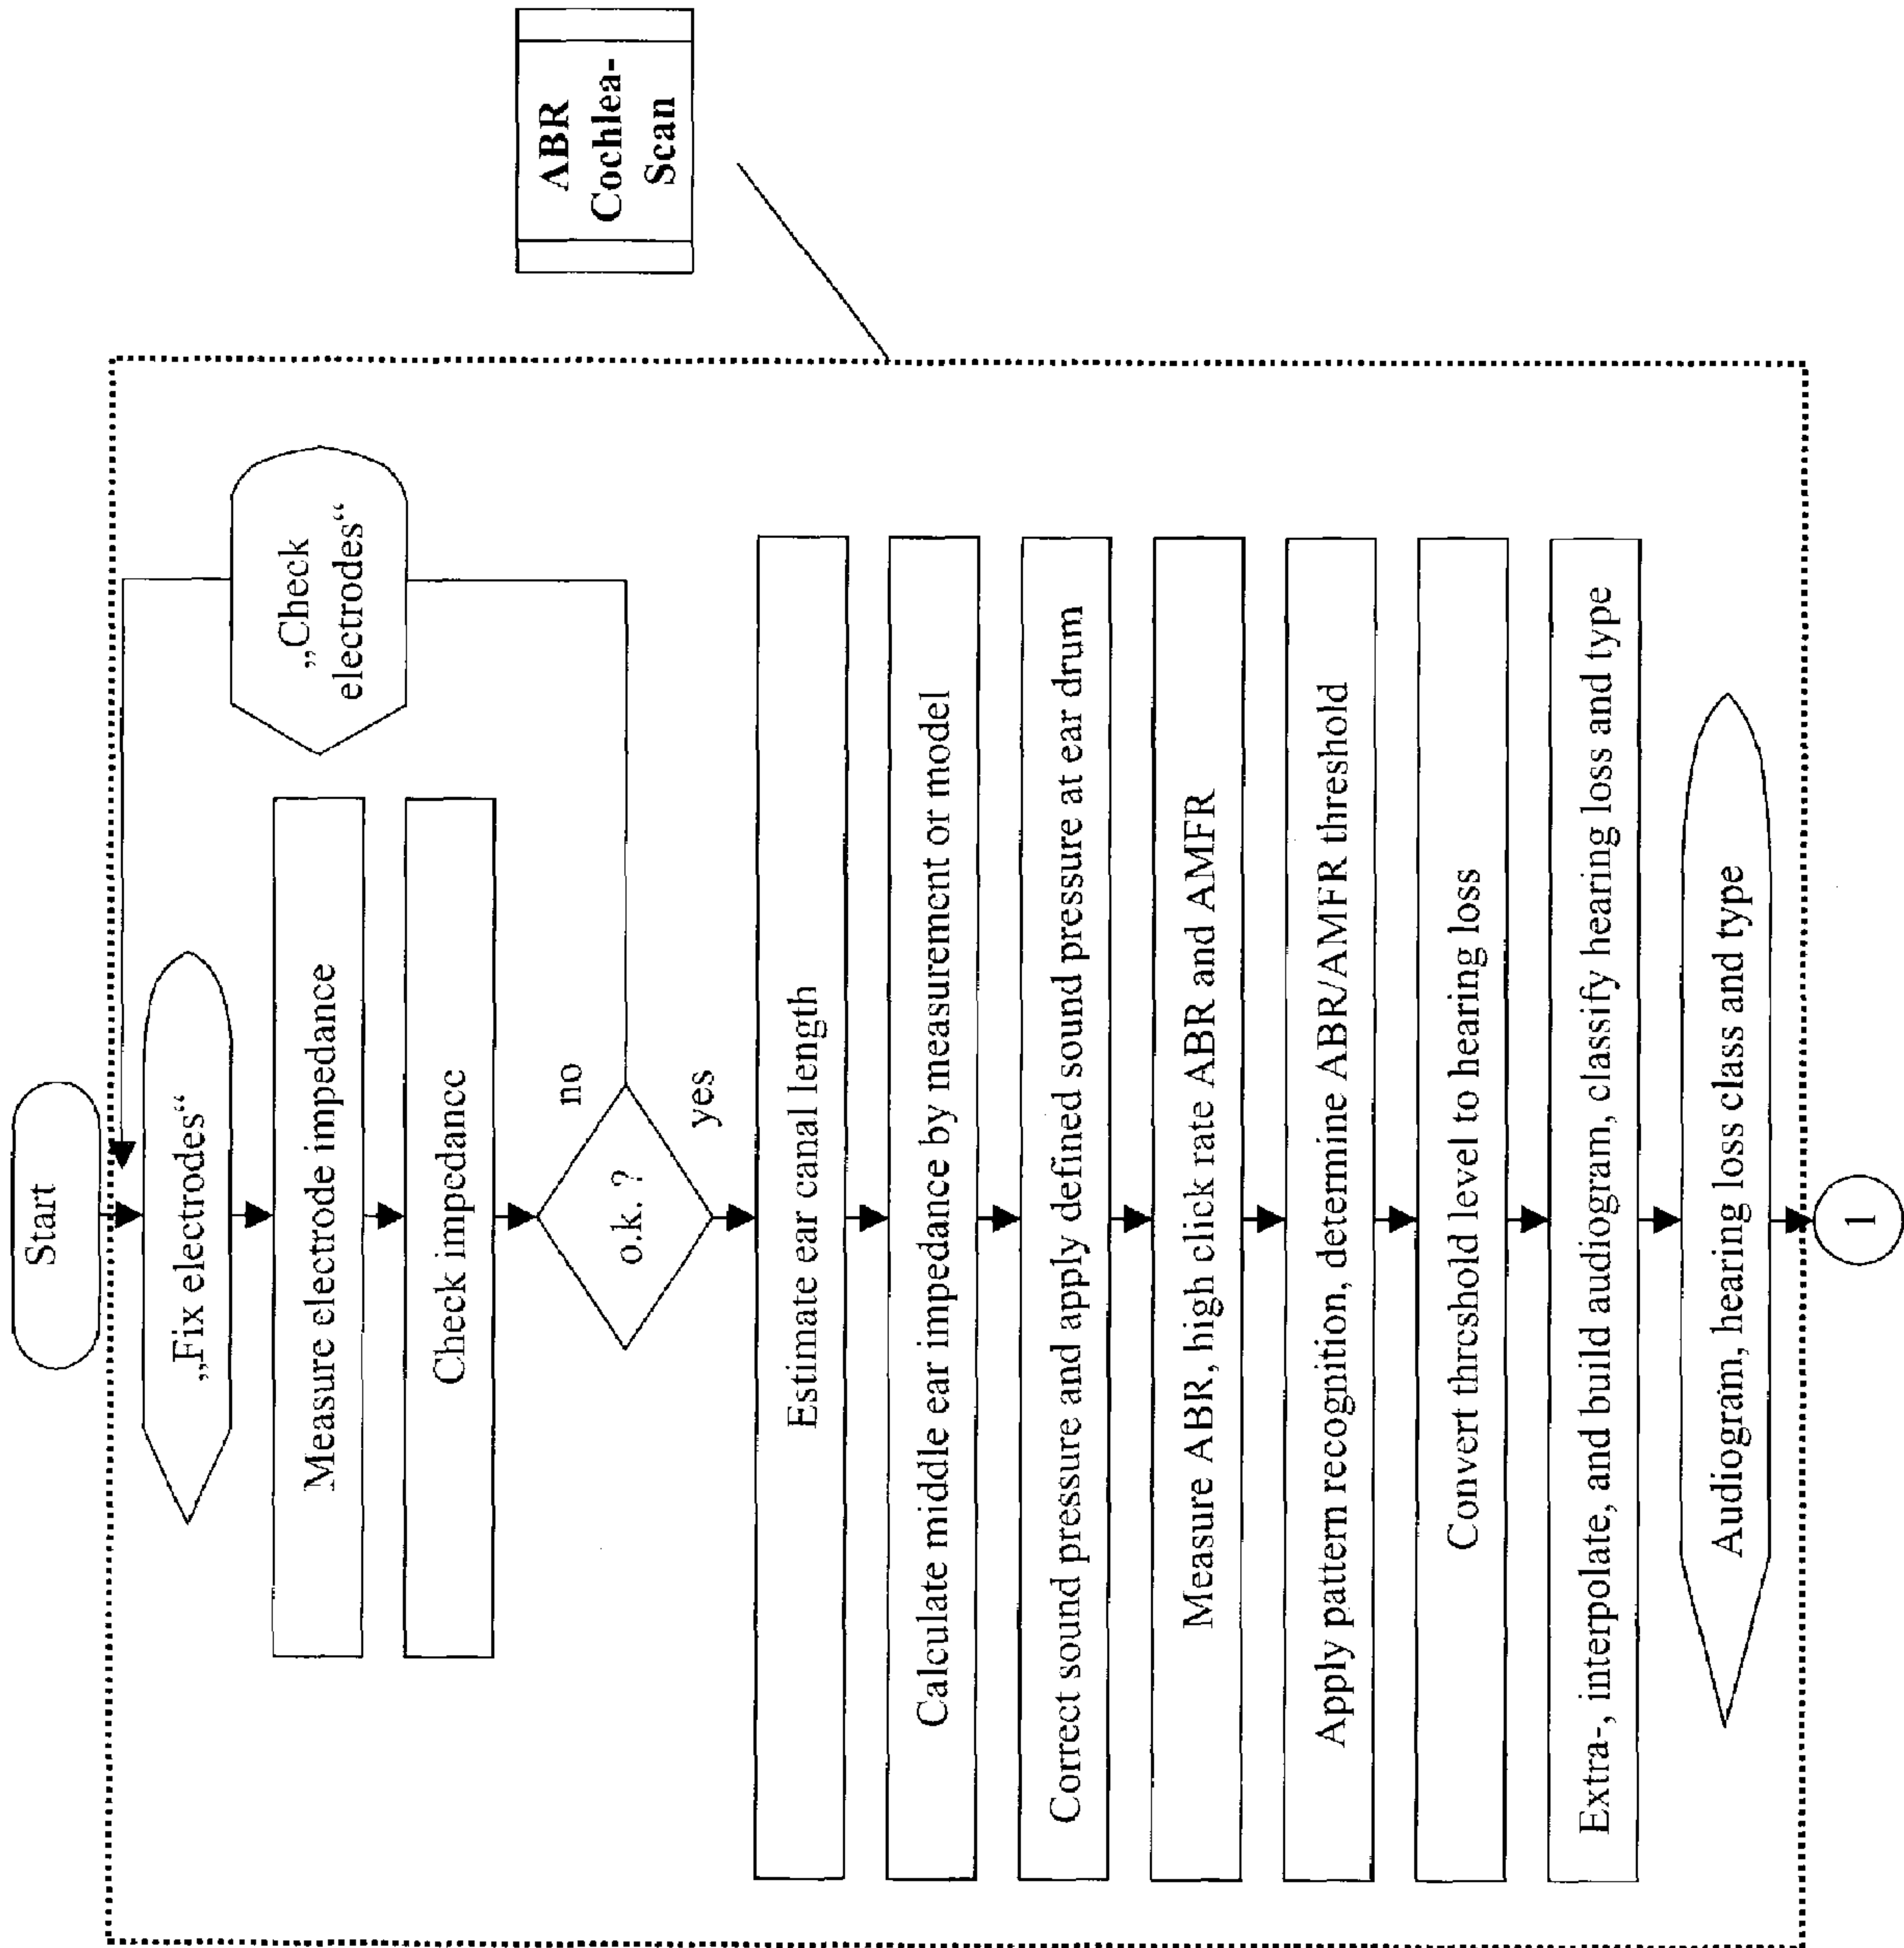 Start
„Fix electrodes“
Measure electrode impedance
Check impedance
o.k. ?
no
yes
„Check
electrodes“
Estimate ear canal length
Calculate middle ear impedance by measurement or model
Correct sound pressure and apply defined sound pressure at ear drum
Measure ABR, high click rate ABR and AMFR
Apply pattern recognition, determine ABR/AMFR threshold
Convert threshold level to hearing loss
Extra-, interpolate, and build audiogram, classify hearing loss and type
Audiogram, hearing loss class and type
1
ABR
Cochlea-
Scan